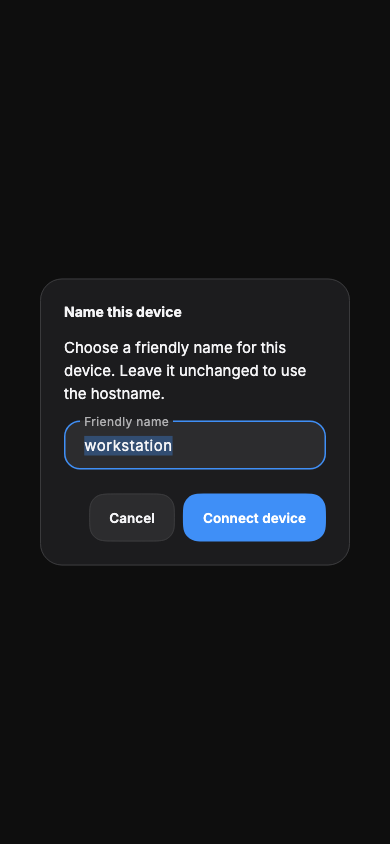 Name this device
Choose a friendly name for this
device. Leave it unchanged to use
the hostname.
Friendly name
workstation
Cancel
Connect device